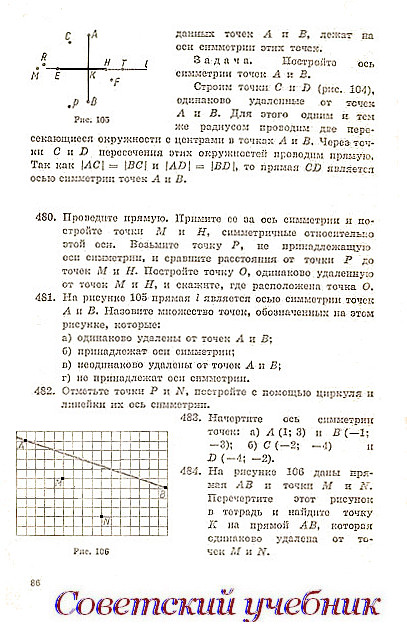 данных точек A и B, лежат на
оси симметрии этих точек.
Задача. Постройте ось
симметрии точек A и B.
Строим точки C и D (рис. 104),
одинаково удаленные от точек
A и B. Для этого одним и тем
же радиусом проводим две пере-
C A R M E K H T l F P B
Рис. 105
секающиеся окружности с центрами в точках A и B. Через точ-
ки C и D пересечения этих окружностей проводим прямую.
Так как |AC| = |BC| и |AD| = |BD|, то прямая CD является
осью симметрии точек A и B.
480. Проведите прямую. Примите ее за ось симметрии и по-
стройте точки M и H, симметричные относительно
этой оси. Возьмите точку P, не принадлежащую
оси симметрии, и сравните расстояния от точки P до
точек M и H. Постройте точку O, одинаково удаленную
от точек M и H, и скажите, где расположена точка O.
481. На рисунке 105 прямая l является осью симметрии точек
A и B. Назовите множество точек, обозначенных на этом
рисунке, которые:
а) одинаково удалены от точек A и B;
б) принадлежат оси симметрии;
в) неодинаково удалены от точек A и B;
г) не принадлежат оси симметрии.
482. Отметьте точки P и N, постройте с помощью циркуля и
линейки их ось симметрии.
483. Начертите ось симметрии
точек: а) A (1; 3) и B (—1;
—3); б) C (—2; —4) и
D (—4; —2).
484. На рисунке 106 даны пря-
мая AB и точки M и N.
Перечертите этот рисунок
в тетрадь и найдите точку
K на прямой AB, которая
одинаково удалена от то-
чек M и N.
A M B N
Рис. 106
86
Советский учебник